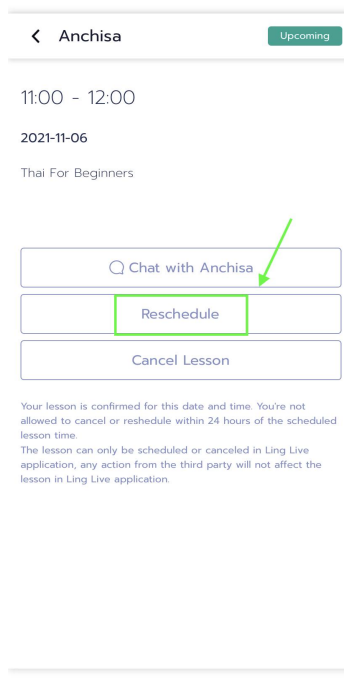 Anchisa
Upcoming
11:00 - 12:00
2021-11-06
Thai For Beginners
Chat with Anchisa
Reschedule
Cancel Lesson
Your lesson is confirmed for this date and time. You're not
allowed to cancel or reshedule within 24 hours of the scheduled
lesson time.
The lesson can only be scheduled or canceled in Ling Live
application, any action from the third party will not affect the
lesson in Ling Live application.